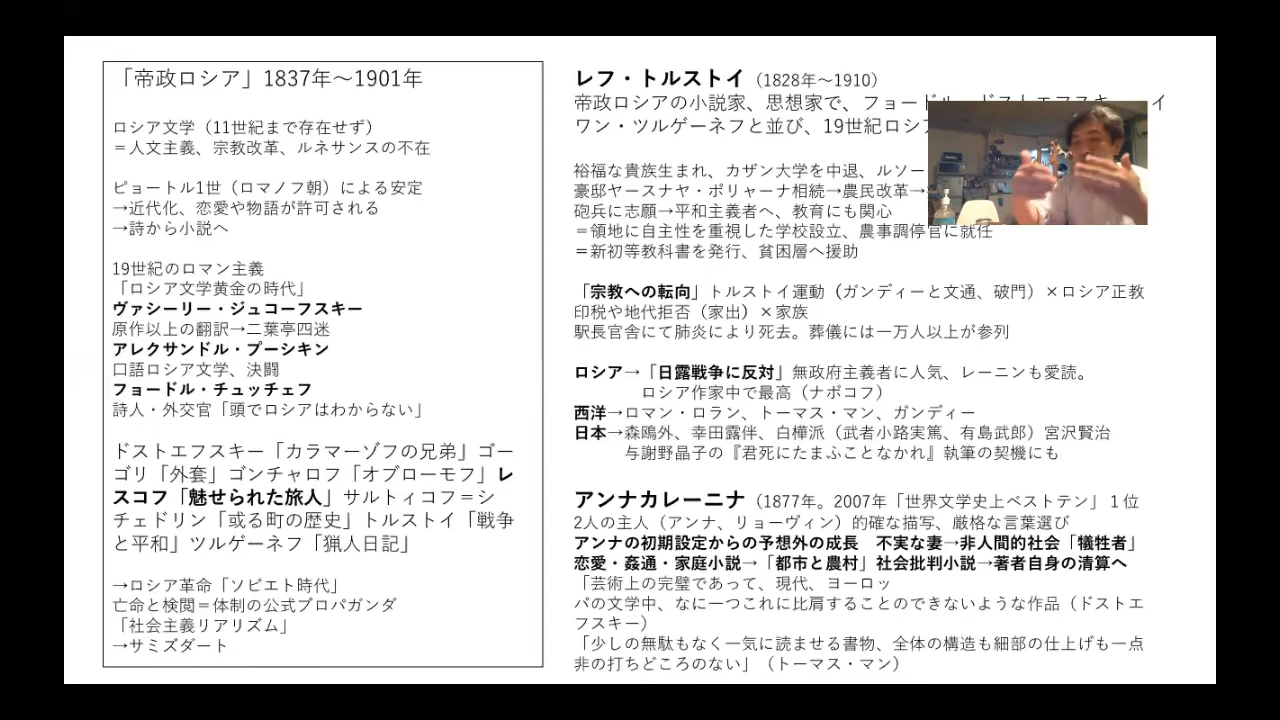 「帝政ロシア」1837年～1901年
ロシア文学（11世紀まで存在せず）
＝人文主義、宗教改革、ルネサンスの不在
ピョートル1世（ロマノフ朝）による安定
→近代化、恋愛や物語が許可される
→詩から小説へ
19世紀のロマン主義
「ロシア文学黄金の時代」
ヴァシーリー・ジュコーフスキー
原作以上の翻訳→二葉亭四迷
アレクサンドル・プーシキン
口語ロシア文学、決闘
フョードル・チュッチェフ
詩人・外交官「頭でロシアはわからない」
ドストエフスキー「カラマーゾフの兄弟」ゴー
ゴリ「外套」ゴンチャロフ「オブローモフ」レ
スコフ「魅せられた旅人」サルトィコフ＝シ
チェドリン「或る町の歴史」トルストイ「戦争
と平和」ツルゲーネフ「猟人日記」
→ロシア革命「ソビエト時代」
亡命と検閲＝体制の公式プロパガンダ
「社会主義リアリズム」
→サミズダート
レフ・トルストイ（1828年～1910）
帝政ロシアの小説家、思想家で、フョードル・ドストエフスキー、イ
ワン・ツルゲーネフと並び、19世紀ロシ
裕福な貴族生まれ、カザン大学を中退、ルソー
豪邸ヤースナヤ・ポリャーナ相続→農民改革→
砲兵に志願→平和主義者へ、教育にも関心
＝領地に自主性を重視した学校設立、農事調停官に就任
＝新初等教科書を発行、貧困層へ援助
「宗教への転向」トルストイ運動（ガンディーと文通、破門）×ロシア正教
印税や地代拒否（家出）×家族
駅長官舎にて肺炎により死去。葬儀には一万人以上が参列
ロシア→「日露戦争に反対」無政府主義者に人気、レーニンも愛読。
ロシア作家中で最高（ナボコフ）
西洋→ロマン・ロラン、トーマス・マン、ガンディー
日本→森鴎外、幸田露伴、白樺派（武者小路実篤、有島武郎）宮沢賢治
与謝野晶子の『君死にたまふことなかれ』執筆の契機にも
アンナカレーニナ（1877年。2007年「世界文学史上ベストテン」１位
2人の主人（アンナ、リョーヴィン）的確な描写、厳格な言葉選び
アンナの初期設定からの予想外の成長　不実な妻→非人間的社会「犠牲者」
恋愛・姦通・家庭小説→「都市と農村」社会批判小説→著者自身の清算へ
「芸術上の完璧であって、現代、ヨーロッ
パの文学中、なに一つこれに比肩することのできないような作品（ドストエ
フスキー）
「少しの無駄もなく一気に読ませる書物、全体の構造も細部の仕上げも一点
非の打ちどころのない」（トーマス・マン）